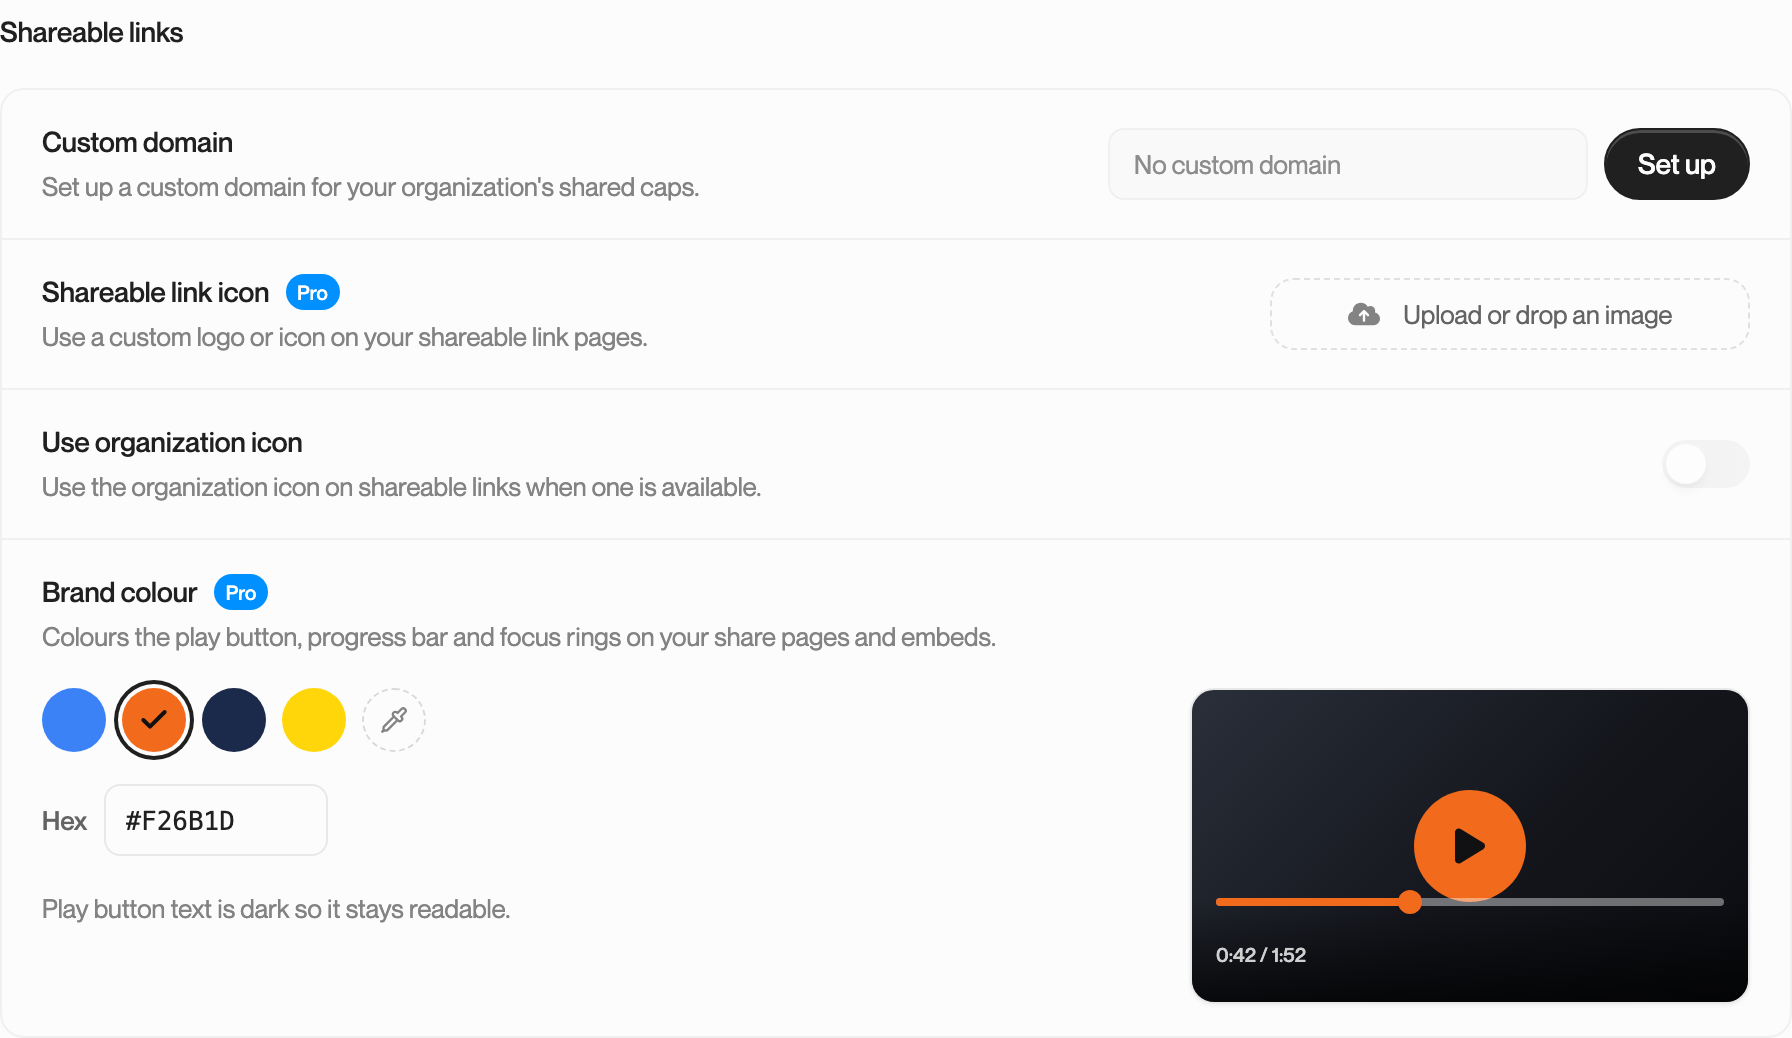 Shareable links
Custom domain
Set up a custom domain for your organization's shared caps.
No custom domain
Set up
Shareable link icon Pro
Use a custom logo or icon on your shareable link pages.
Upload or drop an image
Use organization icon
Use the organization icon on shareable links when one is available.
Brand colour Pro
Colours the play button, progress bar and focus rings on your share pages and embeds.
Hex #F26B1D
Play button text is dark so it stays readable.
0:42 / 1:52